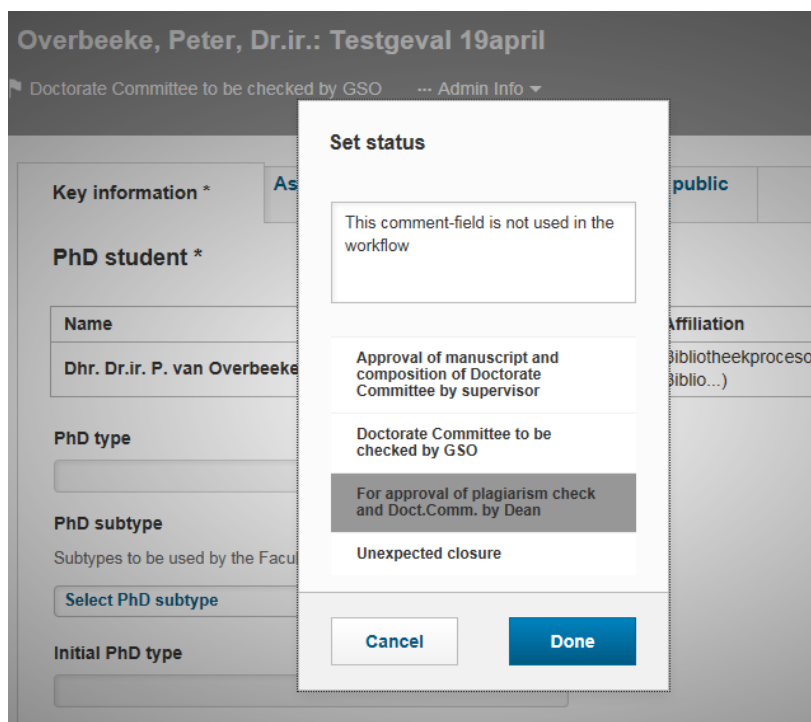 Overbeeke, Peter, Dr.ir.: Testgeval 19april
Doctorate Committee to be checked by GSO ··· Admin Info
Set status
Key information *
As
public
This comment-field is not used in the
workflow
PhD student *
Name
Affiliation
Dhr. Dr.ir. P. van Overbeeke
Bibliotheekproceso
Biblio...)
Approval of manuscript and
composition of Doctorate
Committee by supervisor
PhD type
Doctorate Committee to be
checked by GSO
For approval of plagiarism check
and Doct.Comm. by Dean
PhD subtype
Subtypes to be used by the Facul
Unexpected closure
Select PhD subtype
Cancel
Done
Initial PhD type